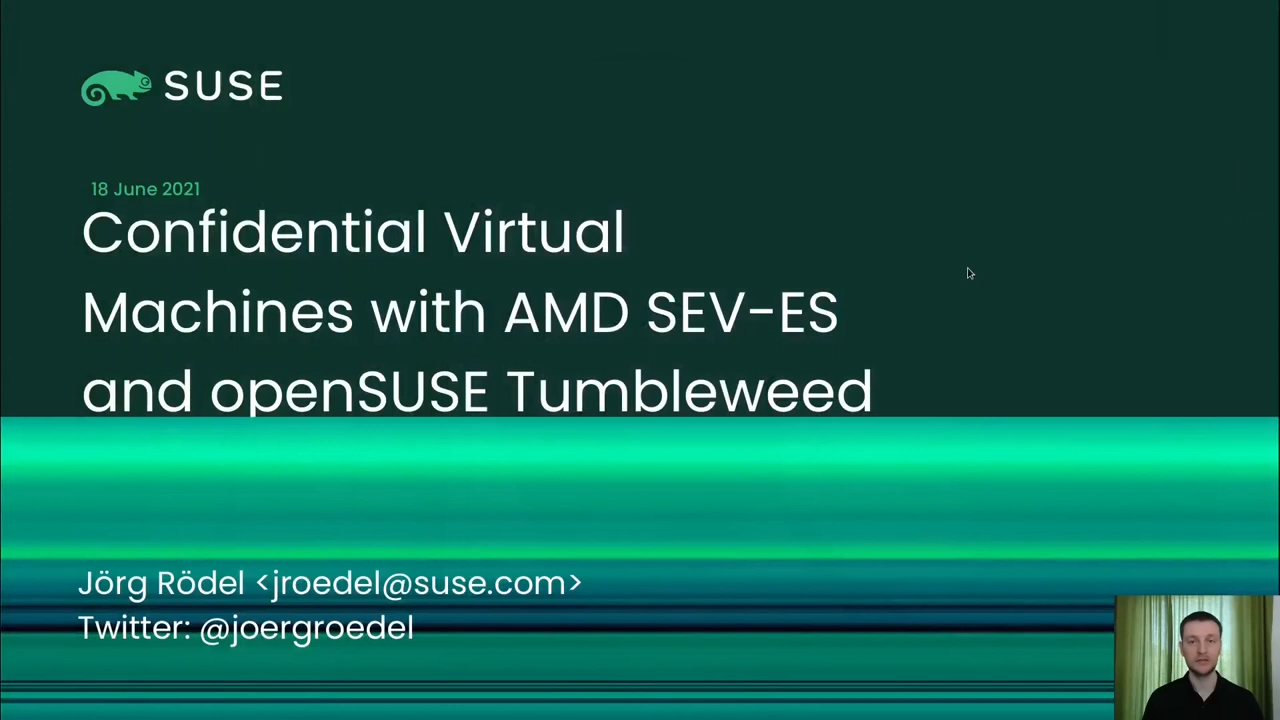 SUSE
18 June 2021
Confidential Virtual
Machines with AMD SEV-ES
and openSUSE Tumbleweed
Jörg Rödel <jroedel@suse.com>
Twitter: @joergroedel